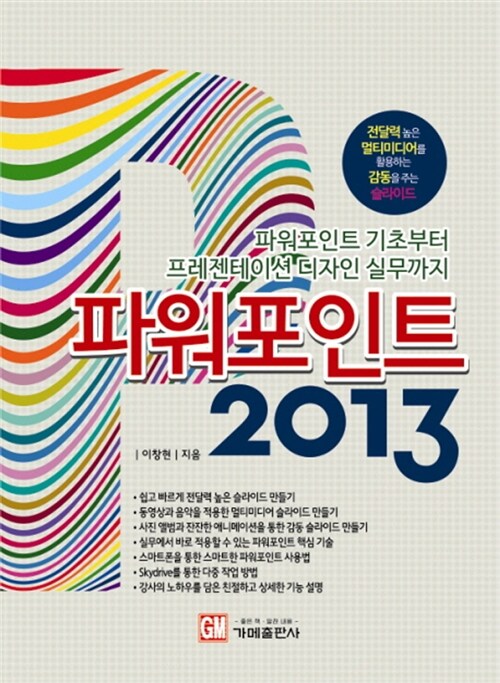 전달력 높은
멀티미디어를
활용하는
감동을 주는
슬라이드
파워포인트 기초부터
프레젠테이션 디자인 실무까지
파워포인트
2013
| 이창현 | 지음
• 쉽고 바르게 전달력 높은 슬라이드 만들기
• 동영상과 음악을 적용한 멀티미디어 슬라이드 만들기
• 사진 앨범과 잔잔한 애니메이션을 통한 감동 슬라이드 만들기
• 실무에서 바로 적용할 수 있는 파워포인트 핵심 기술
• 스마트폰을 통한 스마트한 파워포인트 사용법
• Skydrive를 통한 다중 작업 방법
• 강사의 노하우를 담은 친절하고 상세한 기능 설명
GM
- 좋은 책 · 알찬 내용 -
가메출판사